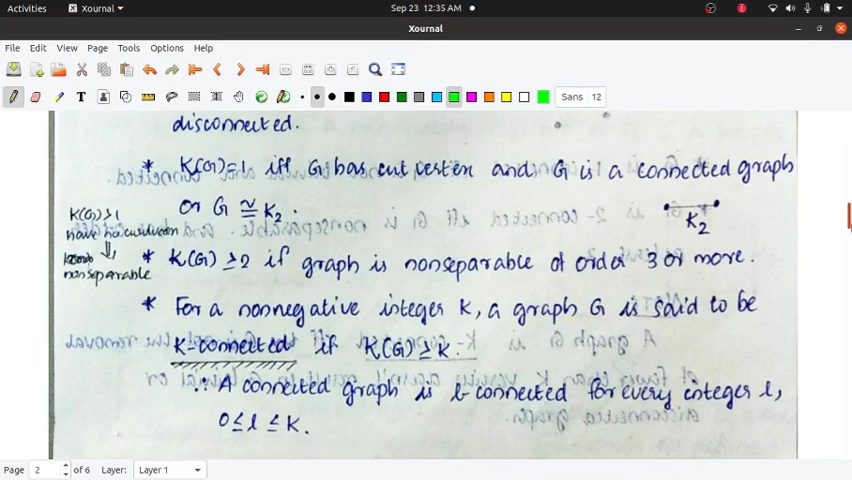 Activities Xournal Sep 23 12:35 AM
Xournal
File Edit View Page Tools Options Help
T Sans 12
disconnected.
* K(G)=1 iff G has cut vertex and G is a connected graph
or G ≅ K2.
K2
K(G)>1
have no cutvertex
nonseparable
* K(G) ≥ 2 if graph is nonseparable of order 3 or more.
* For a nonnegative integer K, a graph G is said to be
K-connected if K(G) ≥ K.
∴ A connected graph is l-connected for every integer l,
0 ≤ l ≤ K.
Page 2 of 6 Layer: Layer 1